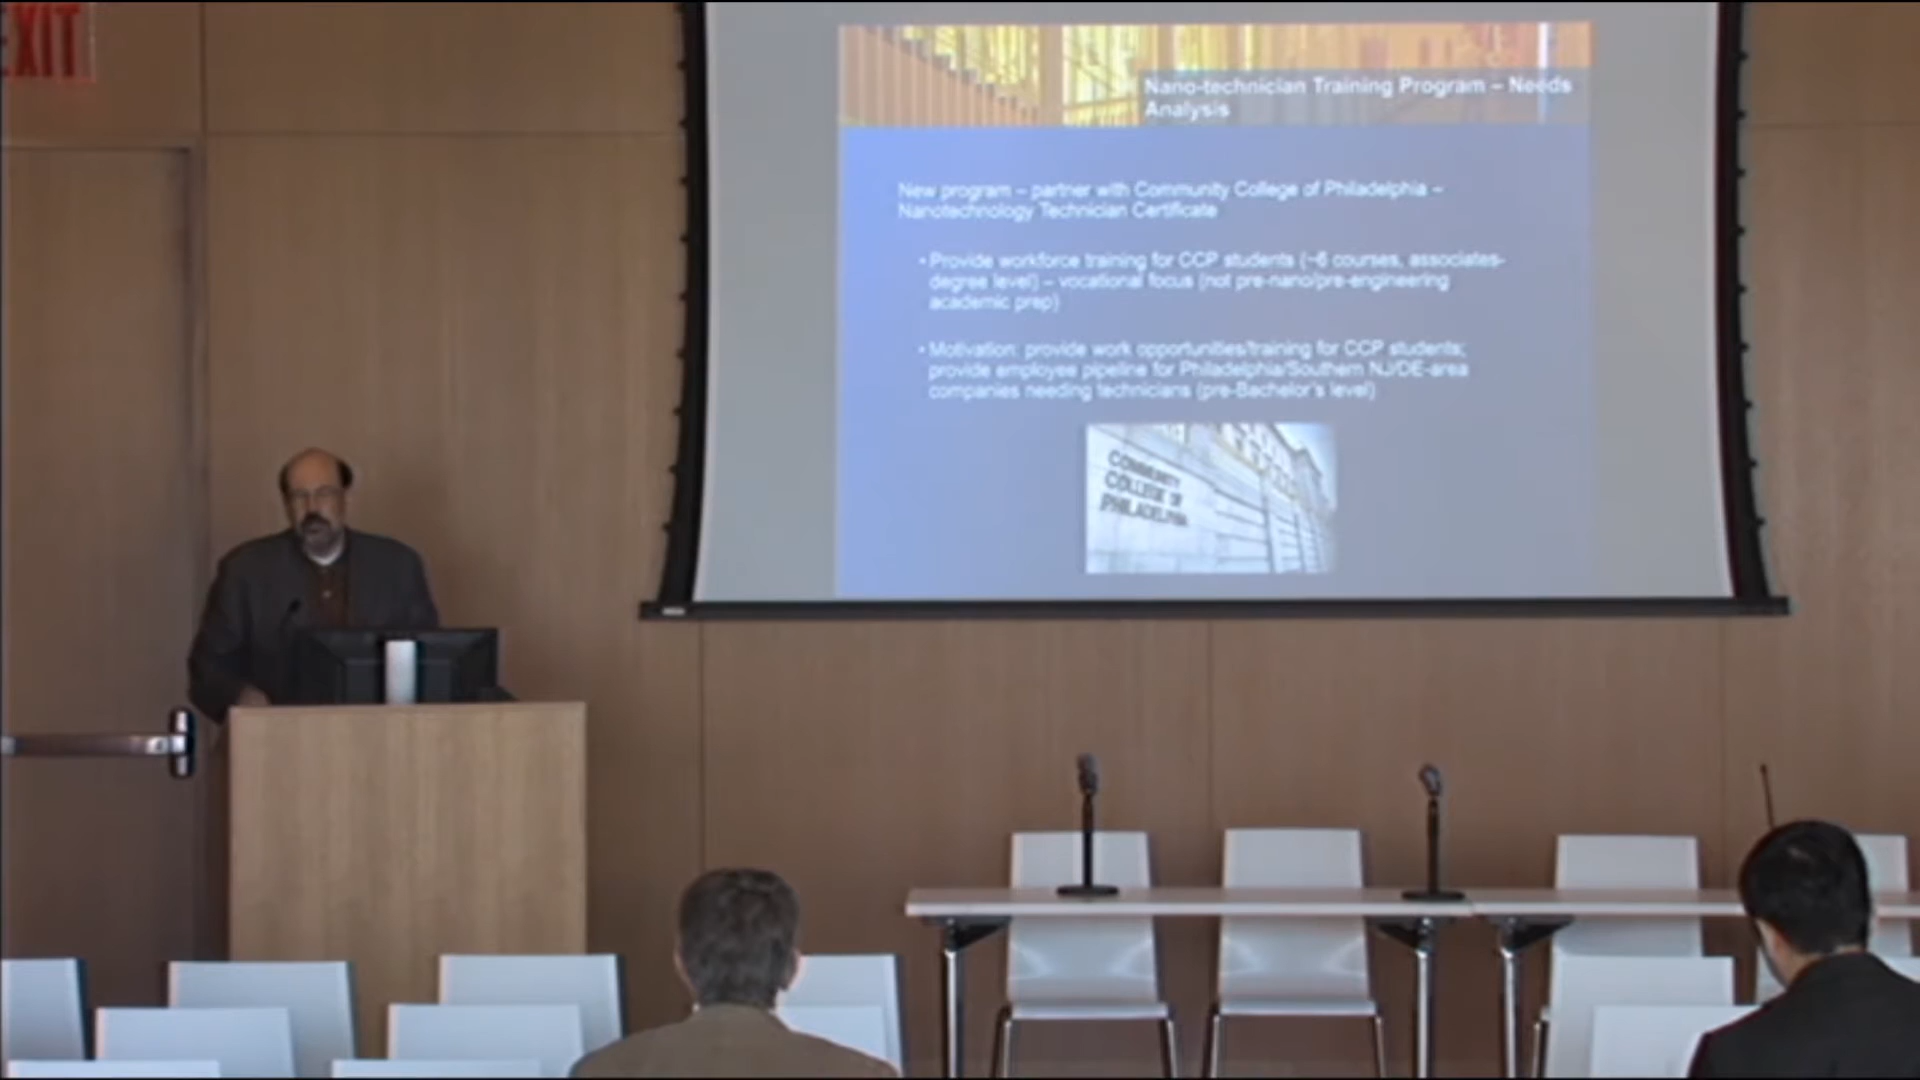 EXIT
Nano-technician Training Program – Needs
Analysis
New program – partner with Community College of Philadelphia –
Nanotechnology Technician Certificate
• Provide workforce training for CCP students (~6 courses, associates-
degree level) – vocational focus (not pre-nano/pre-engineering
academic prep)
• Motivation: provide work opportunities/training for CCP students;
provide employee pipeline for Philadelphia/Southern NJ/DE-area
companies needing technicians (pre-Bachelor's level)
COMMUNITY
COLLEGE OF
PHILADELPHIA